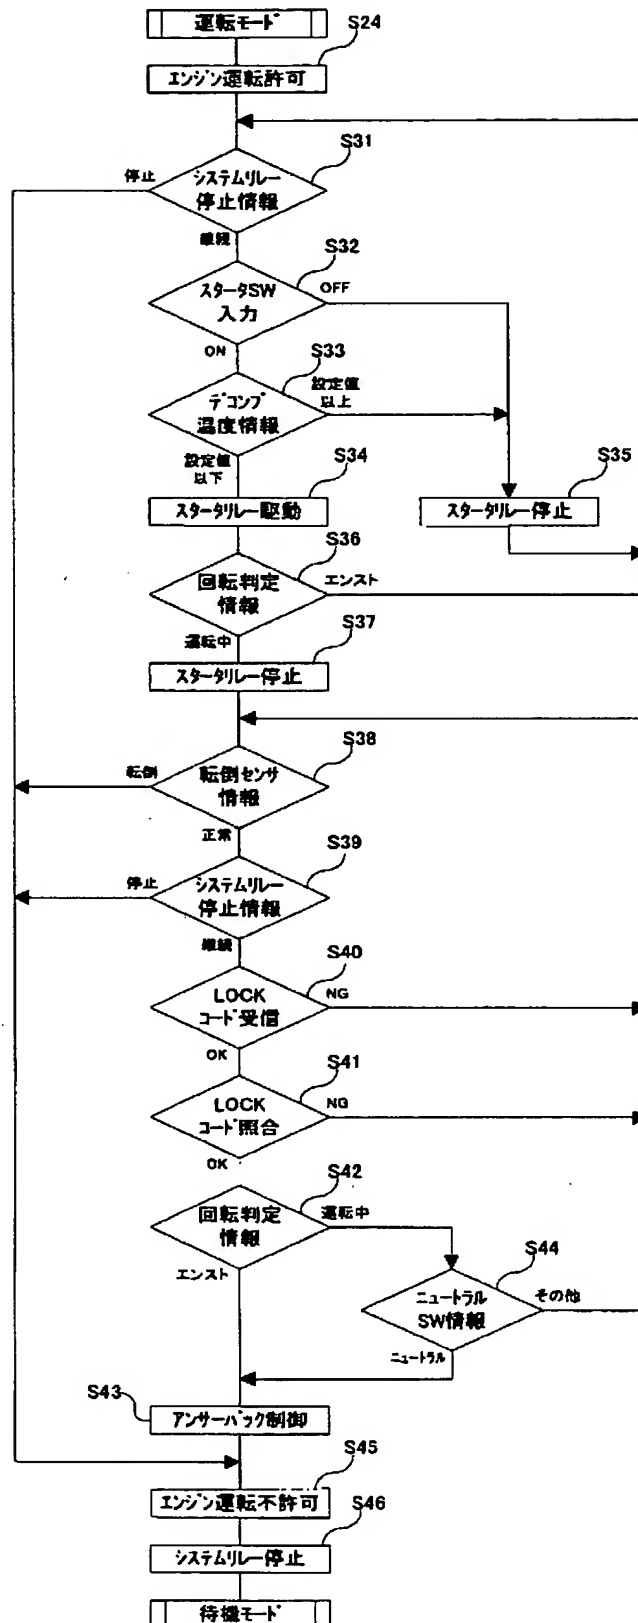 運転モード
S24
エンジン運転許可
S31
停止
システムリレー
停止情報
継続
S32
スタータSW
入力
OFF
ON
S33
デコンプ
温度情報
設定値
以上
設定値
以下
S34
スタータリレー駆動
S35
スタータリレー停止
S36
回転判定
情報
エンスト
運転中
S37
スタータリレー停止
S38
転倒
転倒センサ
情報
正常
S39
停止
システムリレー
停止情報
継続
S40
LOCK
コード受信
NG
OK
S41
LOCK
コード照合
NG
OK
S42
回転判定
情報
運転中
エンスト
S44
ニュートラル
SW情報
その他
ニュートラル
S43
アンサーバック制御
S45
エンジン運転不許可
S46
システムリレー停止
待機モード